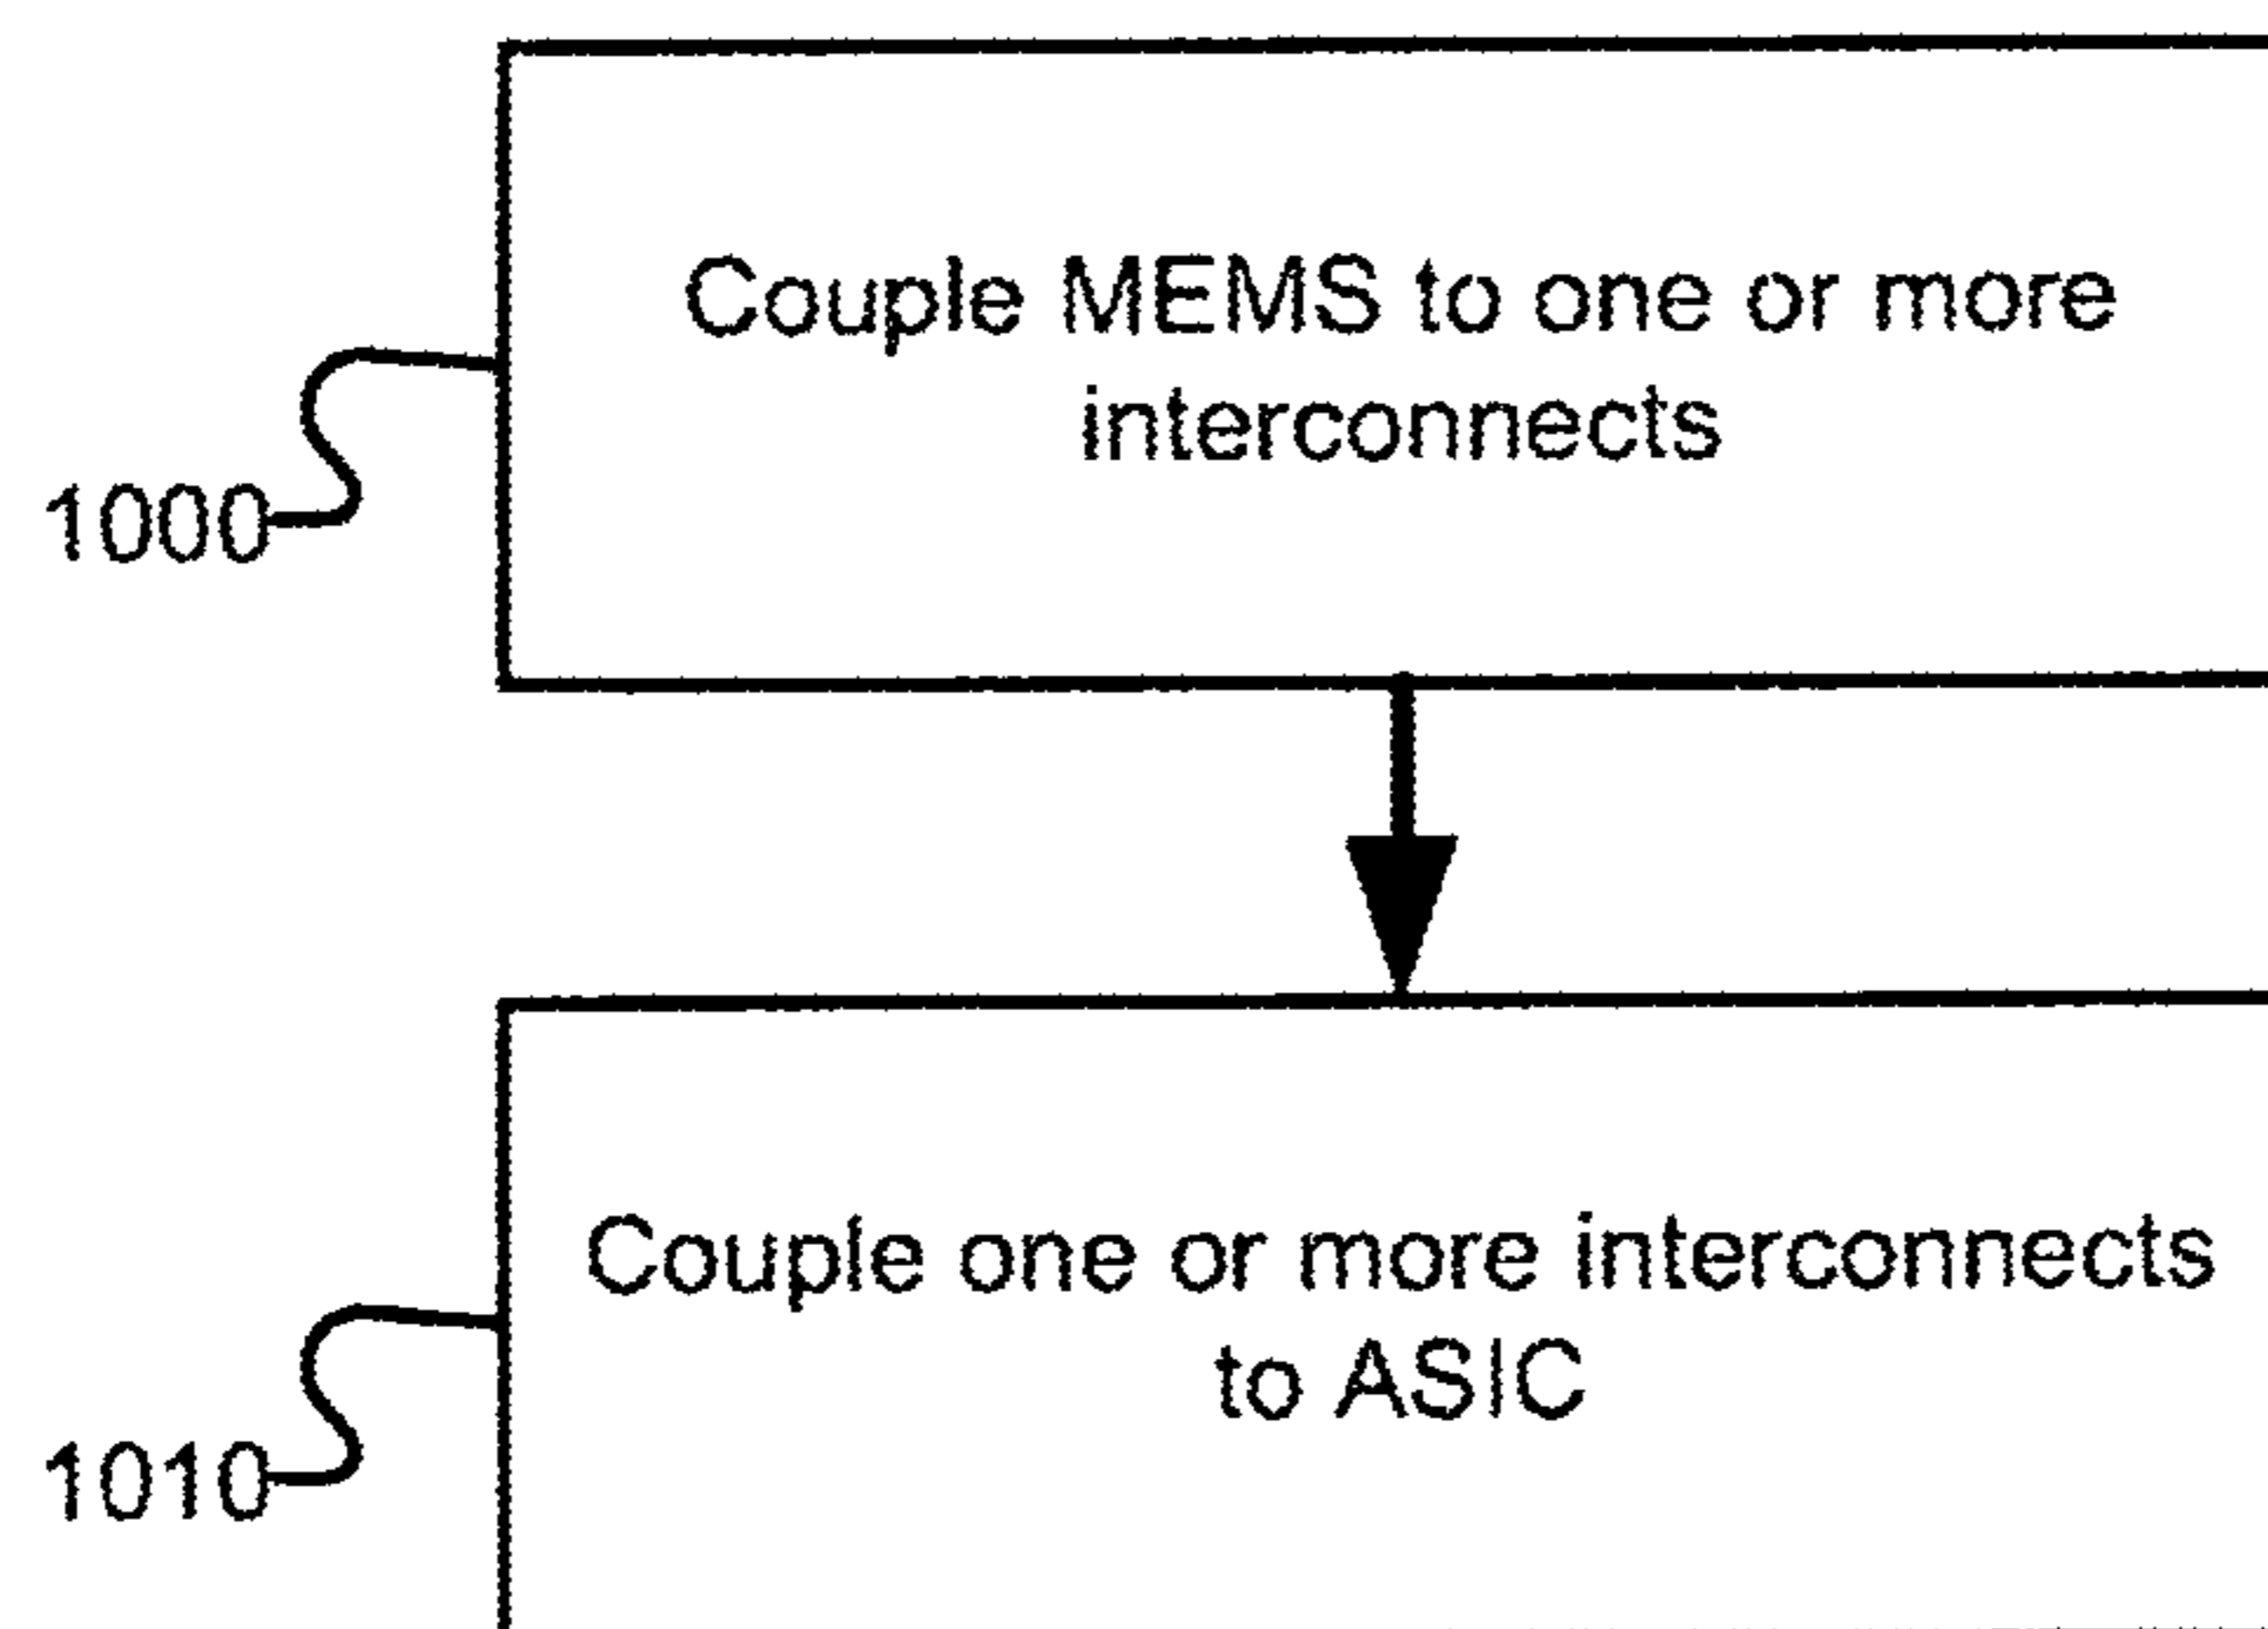 Couple MEMS to one or more
interconnects
1000
Couple one or more interconnects
to ASIC
1010